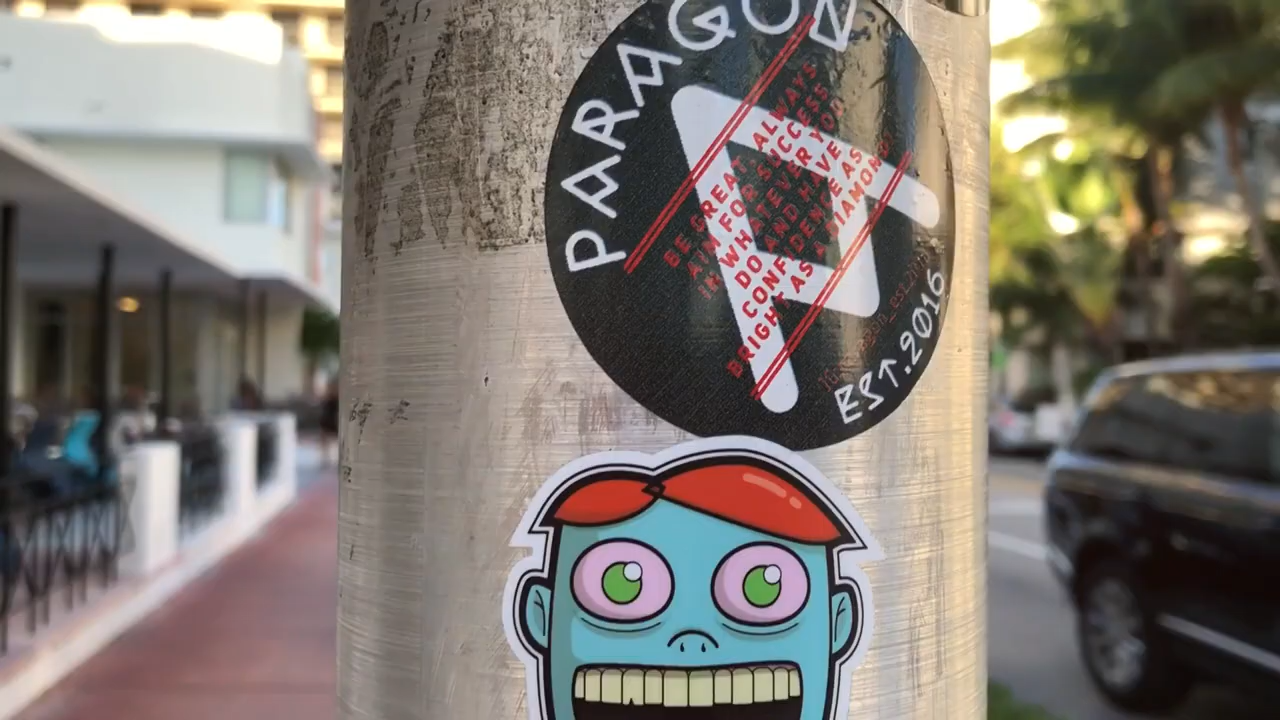 PARAGON
BE GREAT, ALWAYS
AIM FOR SUCCESS
IN WHATEVER YOU
DO AND HAVE
CONFIDENCE AS
BRIGHT AS A DIAMOND
EST.2016